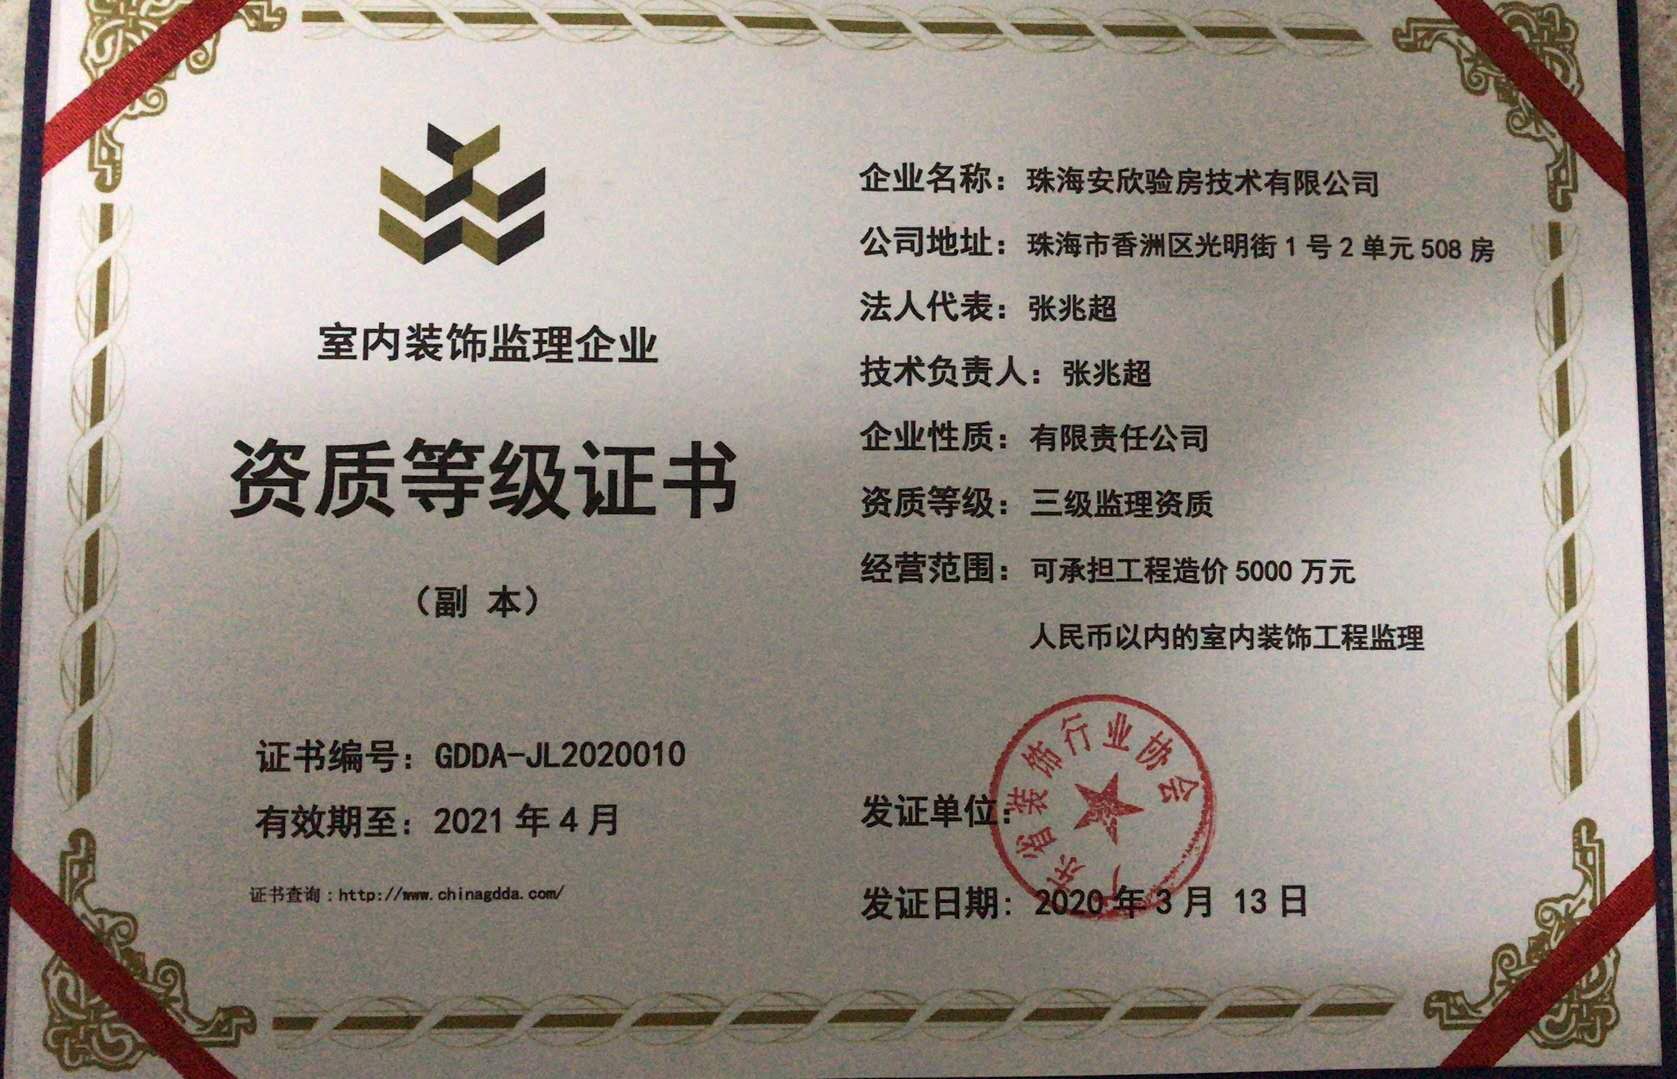 室内装饰监理企业
资质等级证书
（副 本）
证书编号：GDDA-JL2020010
有效期至：2021 年 4 月
证书查询：http://www.chinagdda.com/
企业名称：珠海安欣验房技术有限公司
公司地址：珠海市香洲区光明街 1 号 2 单元 508 房
法人代表：张兆超
技术负责人：张兆超
企业性质：有限责任公司
资质等级：三级监理资质
经营范围：可承担工程造价 5000 万元
人民币以内的室内装饰工程监理
发证单位：
广东省装饰行业协会
发证日期: 2020 年 3 月 13 日